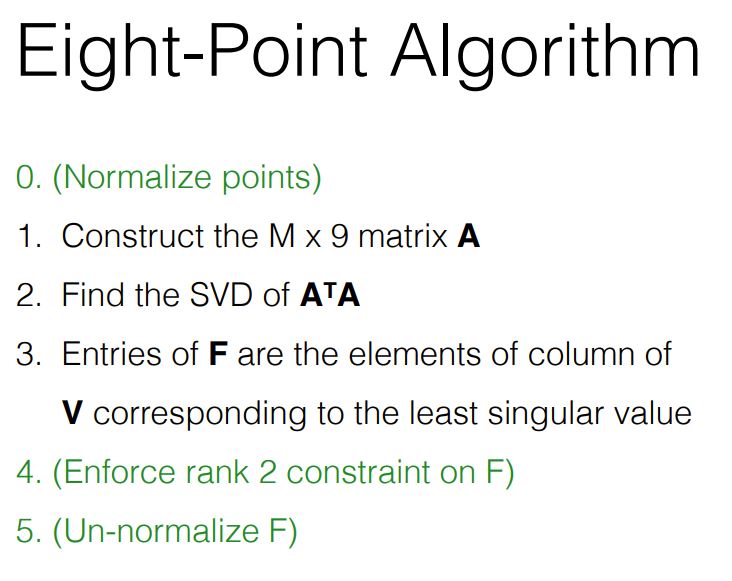 Eight-Point Algorithm
0. (Normalize points)
1. Construct the M x 9 matrix A
2. Find the SVD of AᵀA
3. Entries of F are the elements of column of
V corresponding to the least singular value
4. (Enforce rank 2 constraint on F)
5. (Un-normalize F)